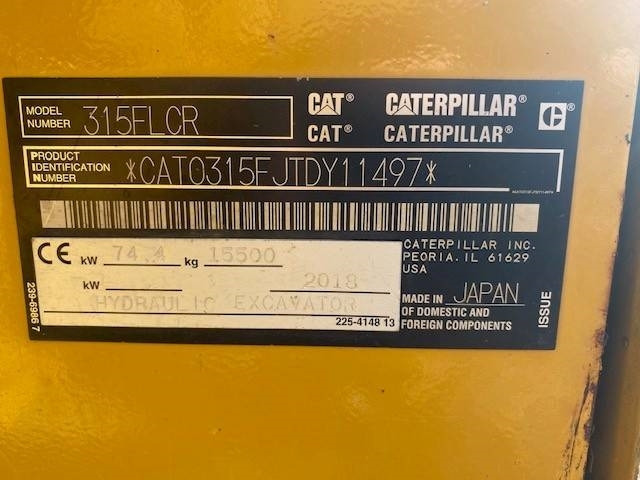 MODEL NUMBER 315FLCR
CAT® CATERPILLAR® C
CAT® CATERPILLAR®
PRODUCT IDENTIFICATION NUMBER *CAT0315FJTDY11497*
CE kW 74.4 kg 15500
kW 2018
HYDRAULIC EXCAVATOR
225-4148 13
239-6986 7
CATERPILLAR INC.
PEORIA. IL 61629
USA
MADE IN JAPAN
OF DOMESTIC AND
FOREIGN COMPONENTS
ISSUE